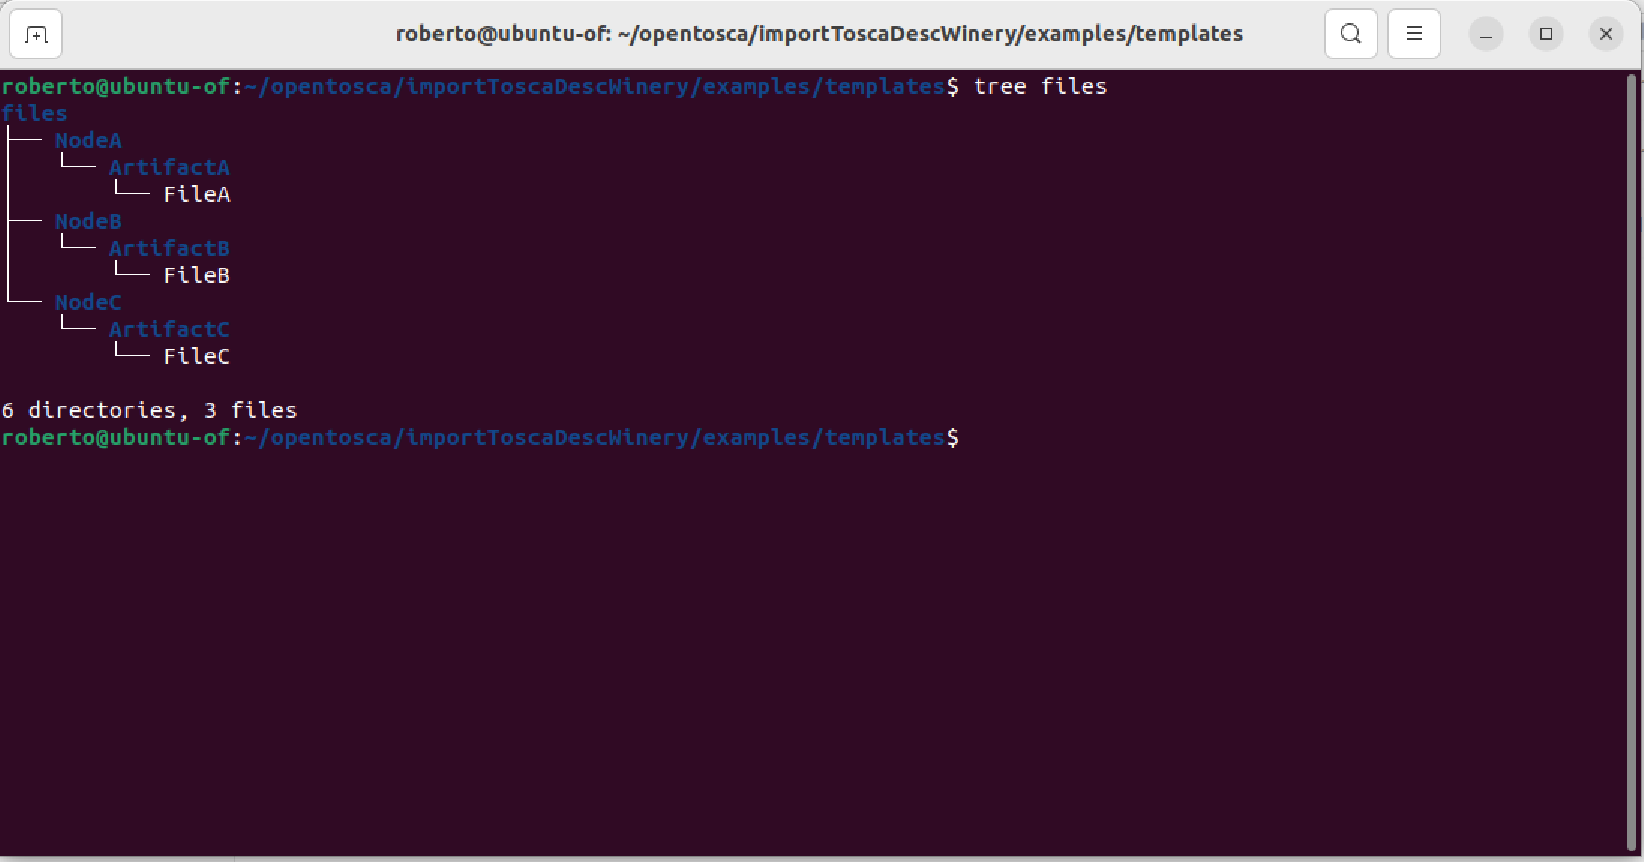 roberto@ubuntu-of: ~/opentosca/importToscaDescWinery/examples/templates
roberto@ubuntu-of:~/opentosca/importToscaDescWinery/examples/templates$ tree files
files
├── NodeA
│   └── ArtifactA
│       └── FileA
├── NodeB
│   └── ArtifactB
│       └── FileB
└── NodeC
    └── ArtifactC
        └── FileC
6 directories, 3 files
roberto@ubuntu-of:~/opentosca/importToscaDescWinery/examples/templates$